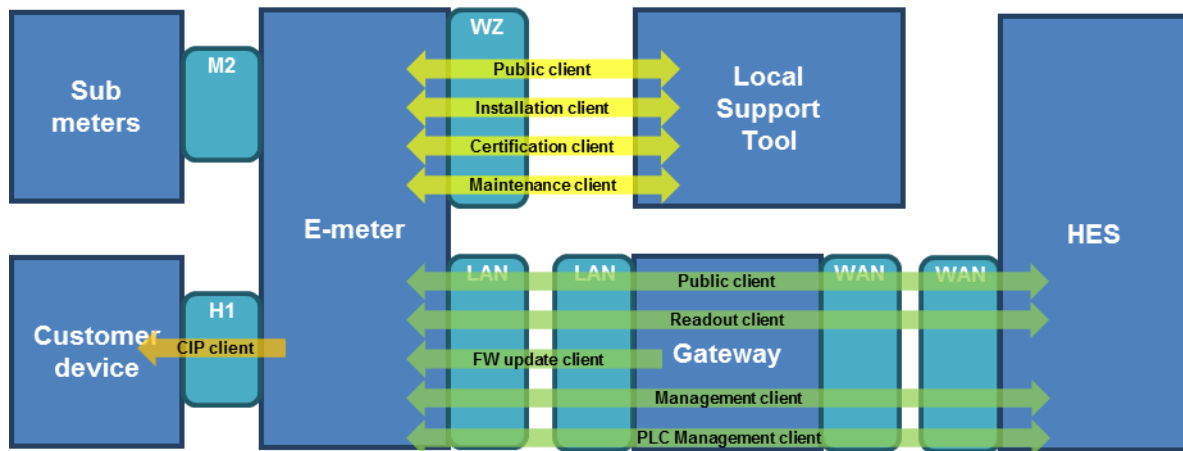 Sub
meters
M2
E-meter
WZ
Public client
Installation client
Certification client
Maintenance client
Local
Support
Tool
HES
Customer
device
H1
CIP client
LAN
LAN
WAN
WAN
Public client
Readout client
FW update client
Gateway
Management client
PLC Management client